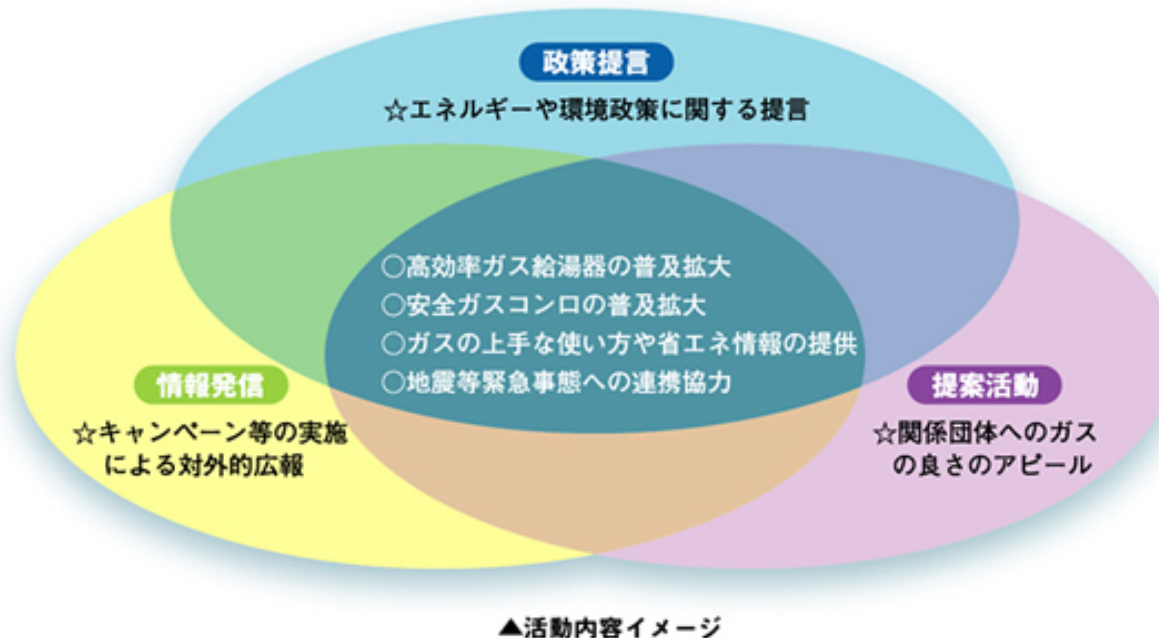 政策提言
☆エネルギーや環境政策に関する提言
○高効率ガス給湯器の普及拡大
○安全ガスコンロの普及拡大
○ガスの上手な使い方や省エネ情報の提供
○地震等緊急事態への連携協力
情報発信
☆キャンペーン等の実施
による対外的広報
提案活動
☆関係団体へのガス
の良さのアピール
▲活動内容イメージ